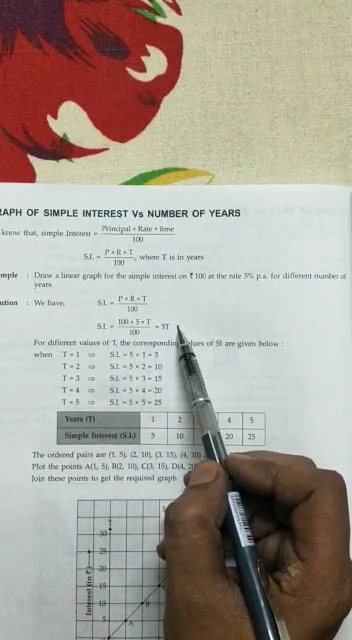 RAPH OF SIMPLE INTEREST Vs NUMBER OF YEARS
know that, simple Interest = Principal * Rate * time / 100
S.I. = P × R × T / 100, where T is in years
mple : Draw a linear graph for the simple interest on ₹ 100 at the rate 5% p.a. for different number of
years.
ution : We have, S.I. = P × R × T / 100
S.I. = 100 × 5 × T / 100 = 5T
For different values of T, the corresponding values of SI are given below :
when T = 1 ⇒ S.I. = 5 × 1 = 5
T = 2 ⇒ S.I. = 5 × 2 = 10
T = 3 ⇒ S.I. = 5 × 3 = 15
T = 4 ⇒ S.I. = 5 × 4 = 20
T = 5 ⇒ S.I. = 5 × 5 = 25
Years (T) 1 2 4 5
Simple Interest (S.I.) 5 10 20 25
The ordered pairs are (1, 5), (2, 10), (3, 15), (4, 20)
Plot the points A(1, 5), B(2, 10), C(3, 15), D(4, 20
Join these points to get the required graph.
Y
30
25
20
15
10
5
Interest (in ₹)
A
B